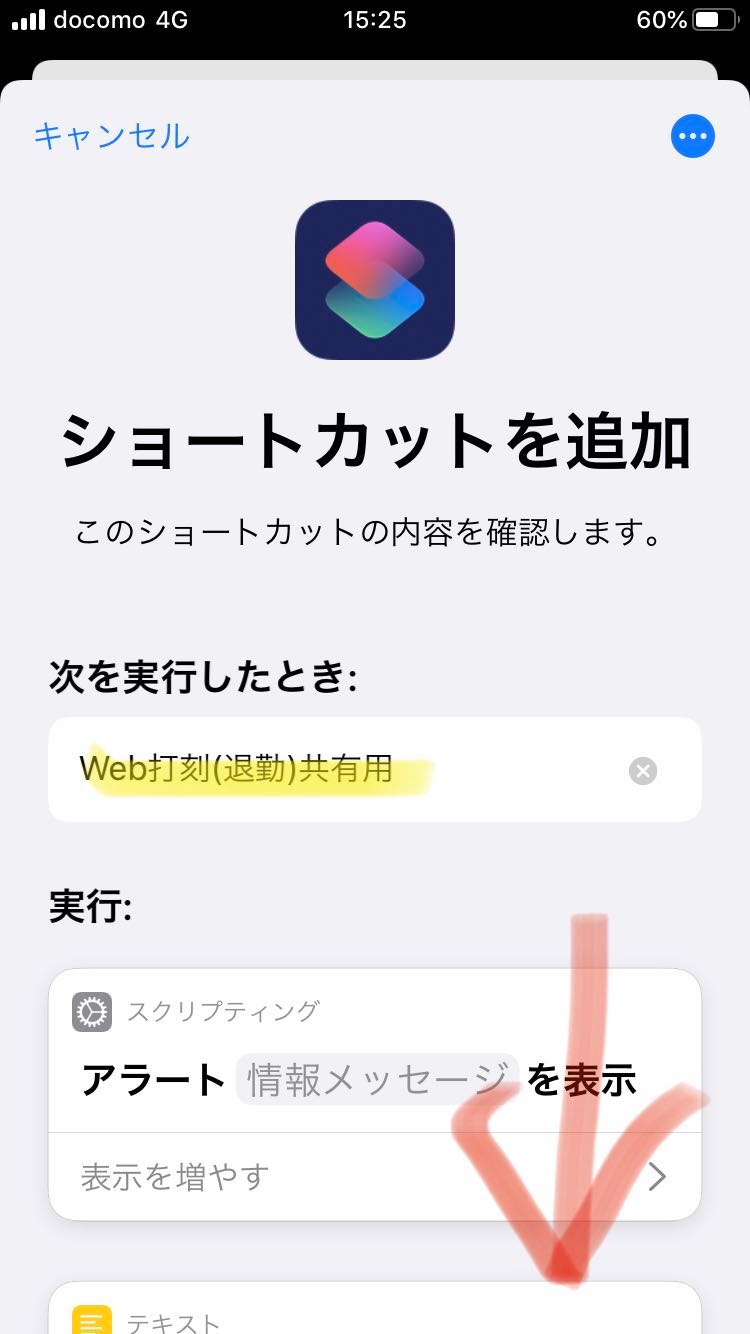 docomo 4G 15:25 60%
キャンセル
ショートカットを追加
このショートカットの内容を確認します。
次を実行したとき:
Web打刻(退勤)共有用
実行:
スクリプティング
アラート 情報メッセージ を表示
表示を増やす
テキスト